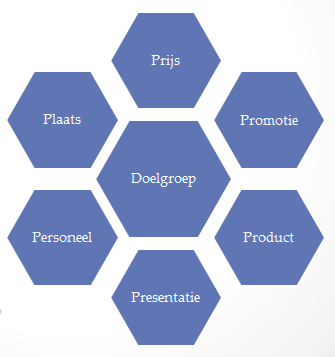 Prijs
Plaats
Promotie
Doelgroep
Personeel
Product
Presentatie